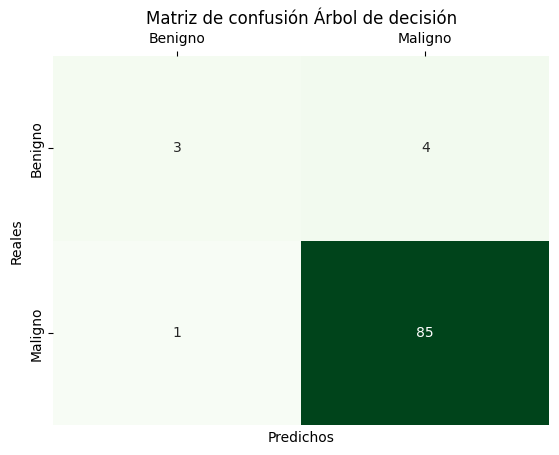 Matriz de confusión Árbol de decisión
Benigno Maligno
Benigno 3 4
Reales
Maligno 1 85
Predichos